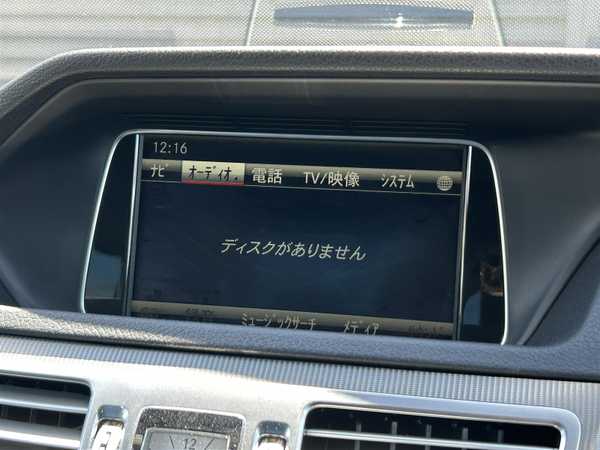 12:16
ナビ オーディオ 電話 TV/映像 システム
ディスクがありません
ミュージックサーチ メディア
12